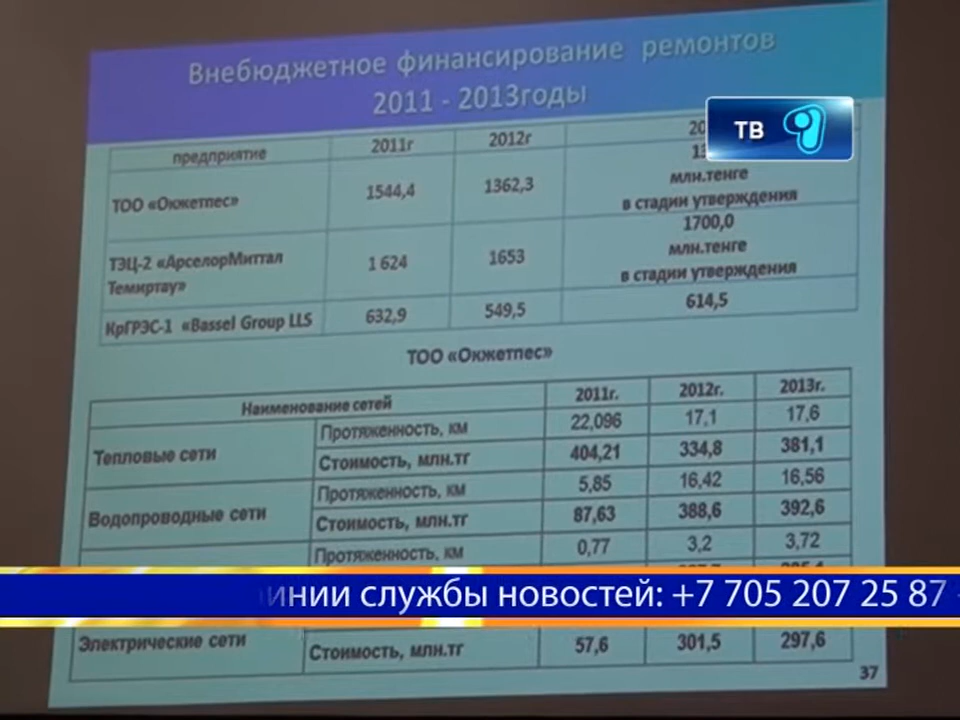 Внебюджетное финансирование ремонтов
2011 - 2013годы
ТВ
предприятие 2011г 2012г
ТОО «Окжетпес» 1544,4 1362,3 млн.тенге
в стадии утверждения
ТЭЦ-2 «АрселорМиттал Темиртау» 1 624 1653 1700,0
млн.тенге
в стадии утверждения
КрГРЭС-1 «Bassel Group LLS 632,9 549,5 614,5
ТОО «Окжетпес»
Наименование сетей 2011г. 2012г. 2013г.
Тепловые сети Протяженность, км 22,096 17,1 17,6
Стоимость, млн.тг 404,21 334,8 381,1
Водопроводные сети Протяженность, км 5,85 16,42 16,56
Стоимость, млн.тг 87,63 388,6 392,6
Протяженность, км 0,77 3,2 3,72
инии службы новостей: +7 705 207 25 87
Электрические сети Стоимость, млн.тг 57,6 301,5 297,6
37